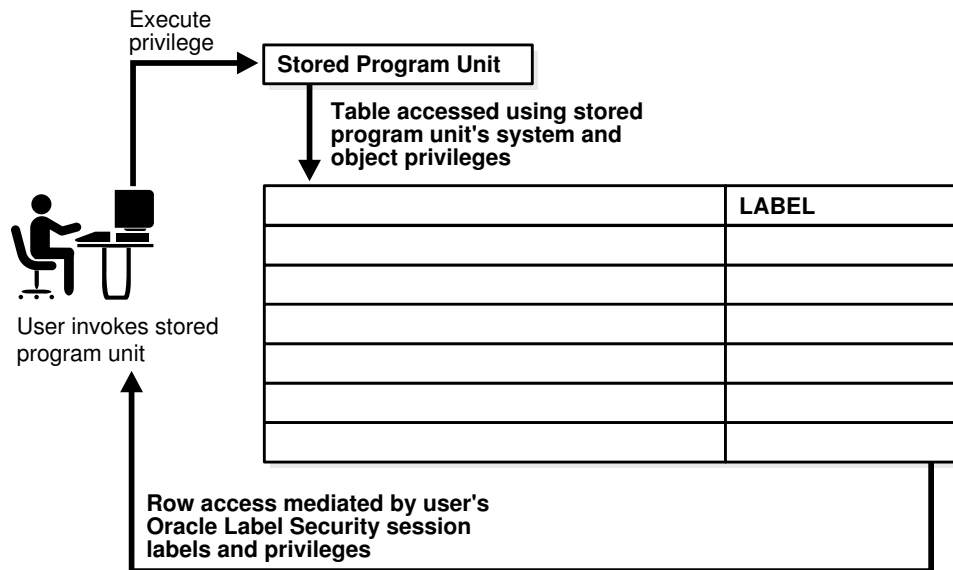 Execute
privilege
Stored Program Unit
Table accessed using stored
program unit's system and
object privileges
LABEL
User invokes stored
program unit
Row access mediated by user's
Oracle Label Security session
labels and privileges